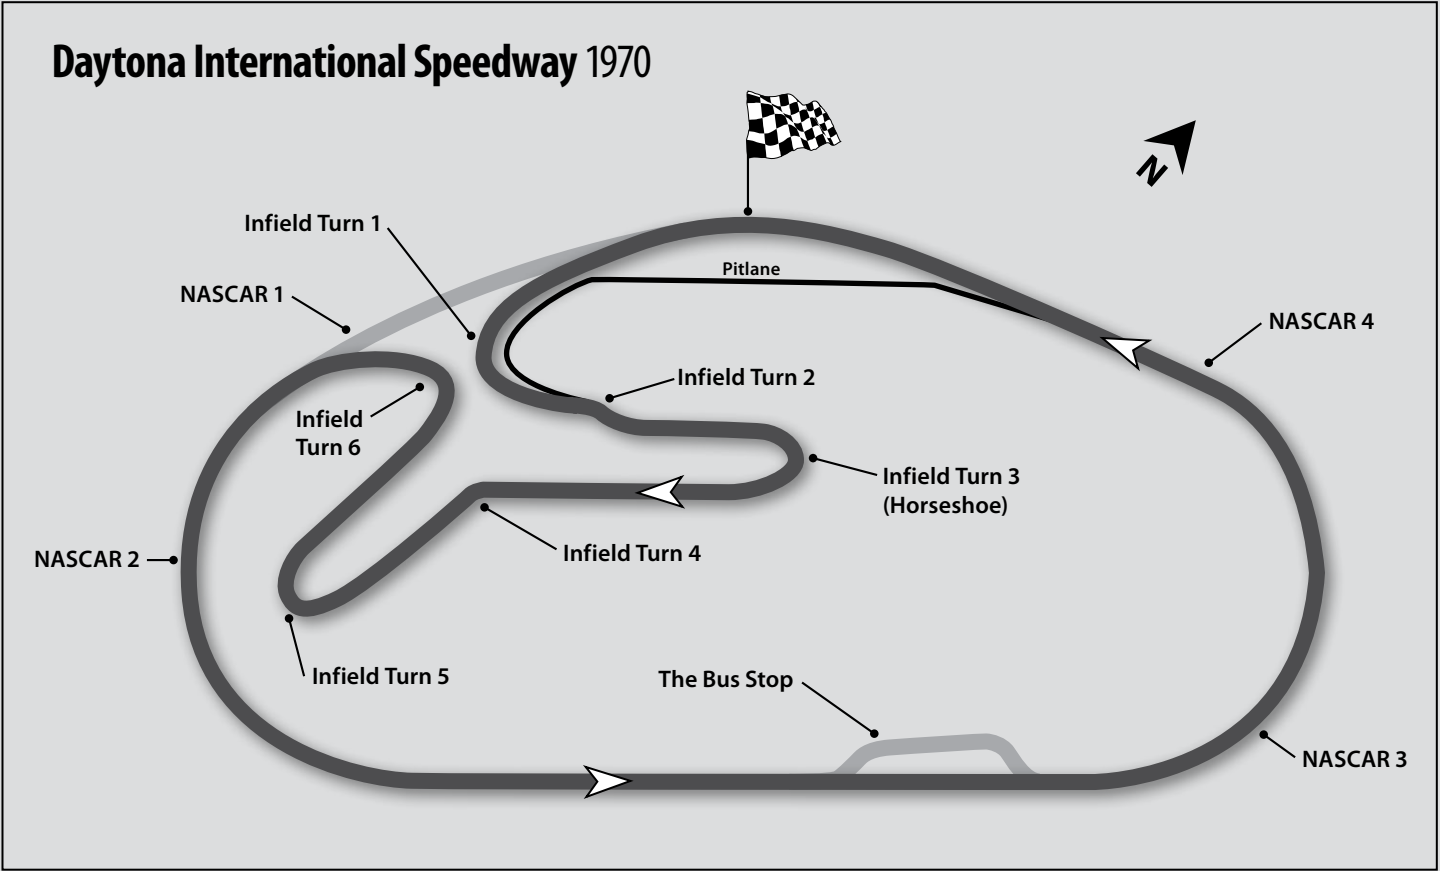 Daytona International Speedway 1970
N
Infield Turn 1
Pitlane
NASCAR 1
NASCAR 4
Infield Turn 2
Infield
Turn 6
Infield Turn 3
(Horseshoe)
Infield Turn 4
NASCAR 2
Infield Turn 5
The Bus Stop
NASCAR 3